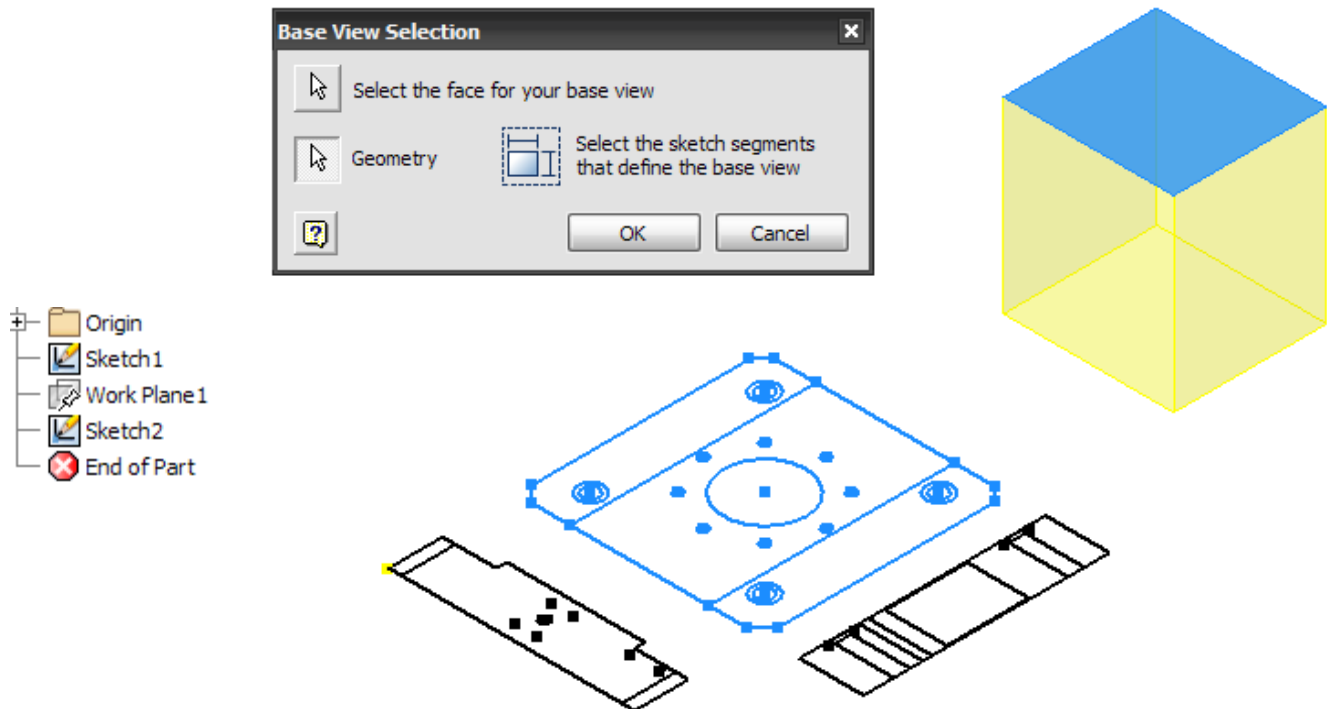 Base View Selection
Select the face for your base view
Geometry
Select the sketch segments
that define the base view
OK
Cancel
Origin
Sketch1
Work Plane1
Sketch2
End of Part